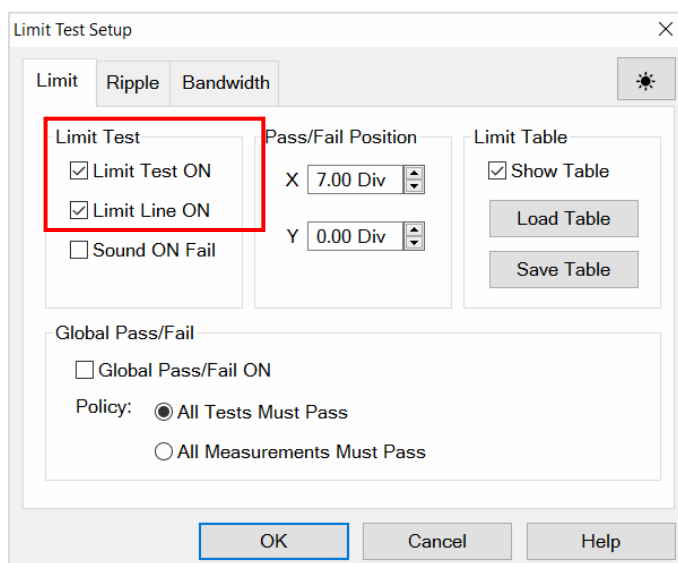 Limit Test Setup
Limit Ripple Bandwidth
Limit Test
Limit Test ON
Limit Line ON
Sound ON Fail
Pass/Fail Position
X 7.00 Div
Y 0.00 Div
Limit Table
Show Table
Load Table
Save Table
Global Pass/Fail
Global Pass/Fail ON
Policy: All Tests Must Pass
All Measurements Must Pass
OK Cancel Help